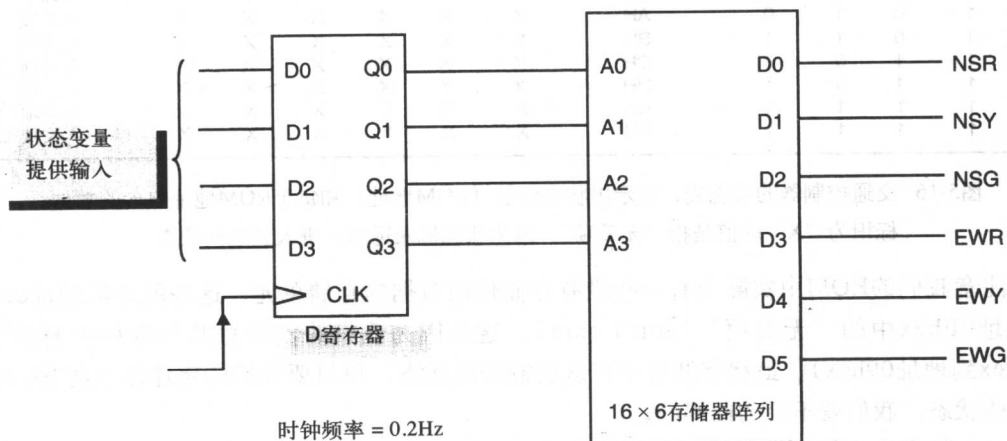 状态变量
提供输入
D0 Q0
D1 Q1
D2 Q2
D3 Q3
CLK
D寄存器
时钟频率 = 0.2Hz
A0 D0 NSR
A1 D1 NSY
A2 D2 NSG
A3 D3 EWR
D4 EWY
D5 EWG
16 × 6存储器阵列